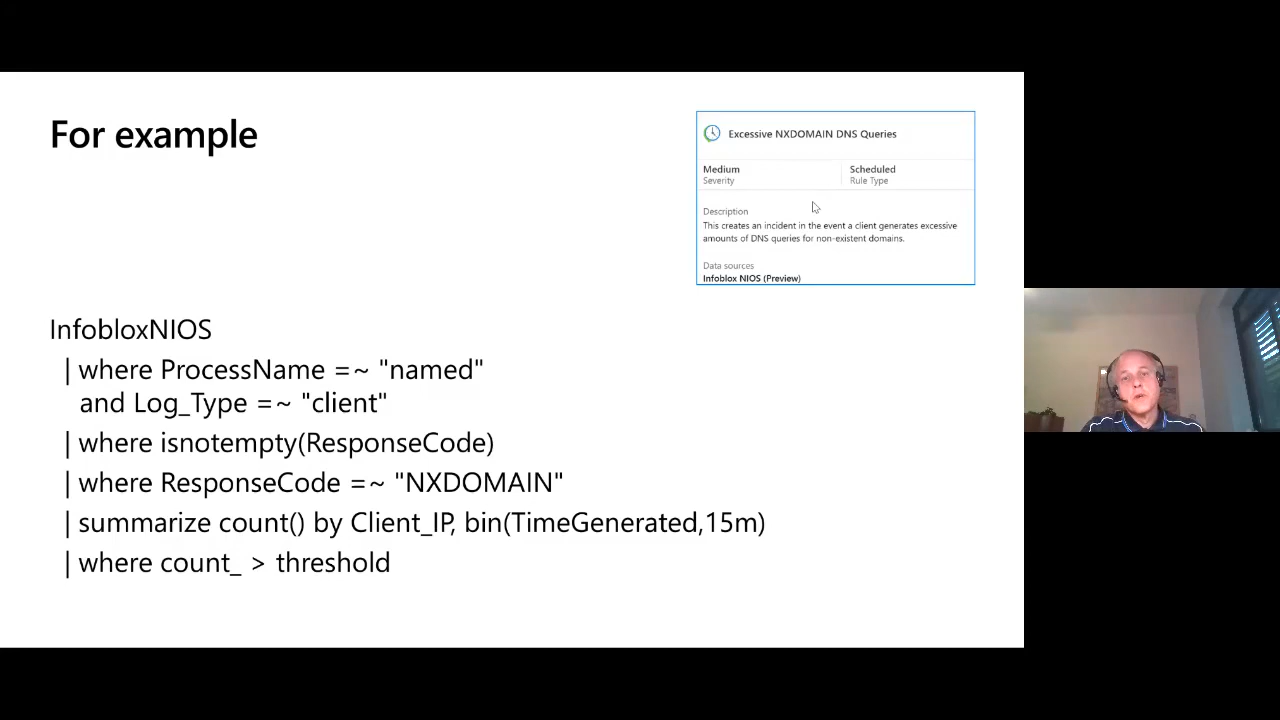 For example
Excessive NXDOMAIN DNS Queries
Medium
Severity
Scheduled
Rule Type
Description
This creates an incident in the event a client generates excessive
amounts of DNS queries for non-existent domains.
Data sources
Infoblox NIOS (Preview)
InfobloxNIOS
| where ProcessName =~ "named"
and Log_Type =~ "client"
| where isnotempty(ResponseCode)
| where ResponseCode =~ "NXDOMAIN"
| summarize count() by Client_IP, bin(TimeGenerated,15m)
| where count_ > threshold